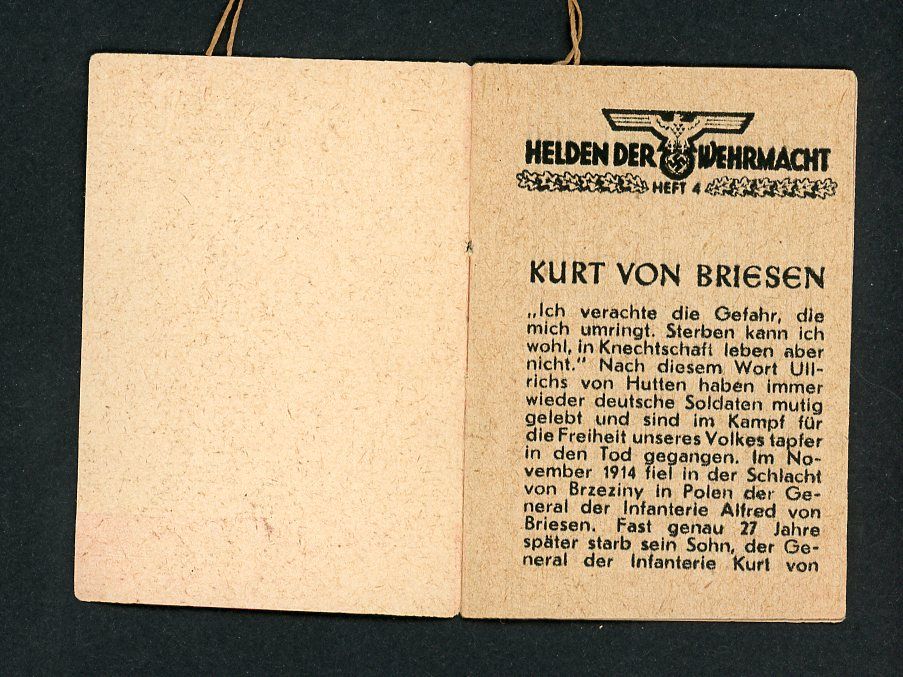 HELDEN DER WEHRMACHT
HEFT 4
KURT VON BRIESEN
„Ich verachte die Gefahr, die
mich umringt. Sterben kann ich
wohl, in Knechtschaft leben aber
nicht.“ Nach diesem Wort Ull-
richs von Hutten haben immer
wieder deutsche Soldaten mutig
gelebt und sind im Kampf für
die Freiheit unseres Volkes tapfer
in den Tod gegangen. Im No-
vember 1914 fiel in der Schlacht
von Brzeziny in Polen der Ge-
neral der Infanterie Alfred von
Briesen. Fast genau 27 Jahre
später starb sein Sohn, der Ge-
neral der Infanterie Kurt von